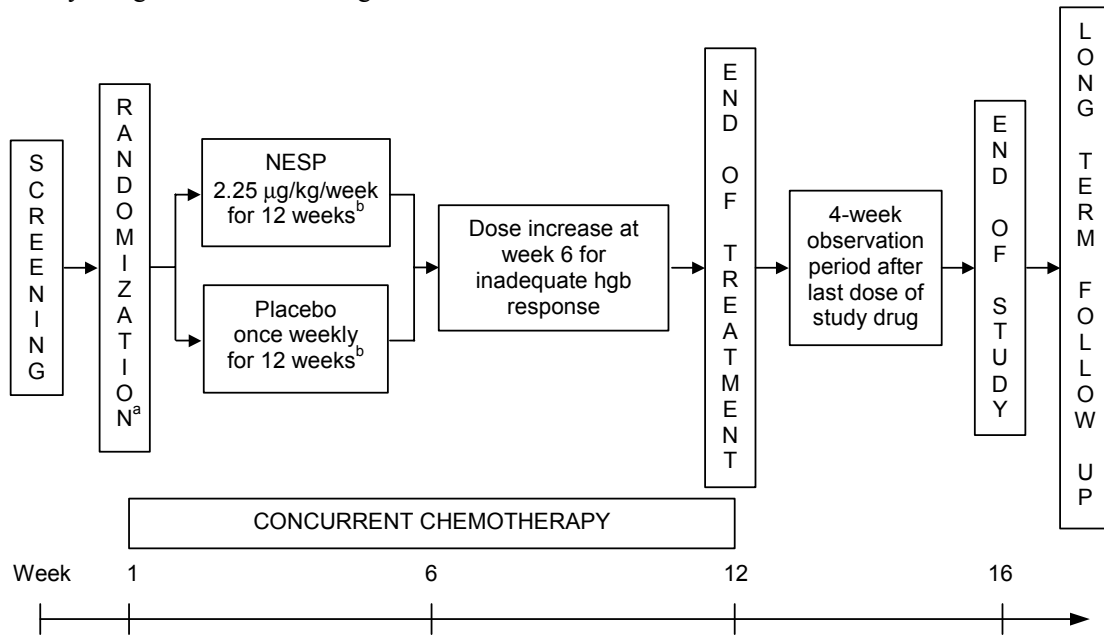 SCREENING
RANDOMIZATIONᵃ
NESP
2.25 μg/kg/week
for 12 weeksᵇ
Placebo
once weekly
for 12 weeksᵇ
Dose increase at
week 6 for
inadequate hgb
response
END OF TREATMENT
4-week
observation
period after
last dose of
study drug
END OF STUDY
LONG TERM FOLLOW UP
CONCURRENT CHEMOTHERAPY
Week 1 6 12 16